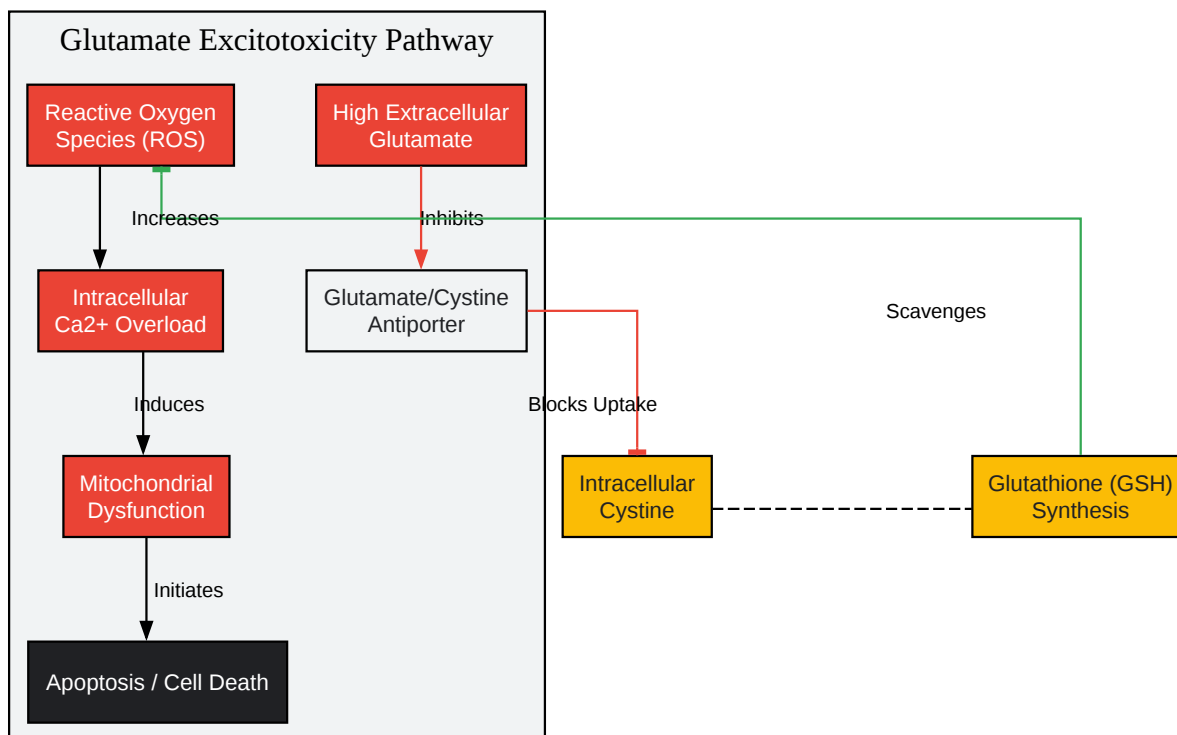 Glutamate Excitotoxicity Pathway
Reactive Oxygen
Species (ROS)
High Extracellular
Glutamate
Increases
Inhibits
Intracellular
Ca2+ Overload
Glutamate/Cystine
Antiporter
Scavenges
Induces
Blocks Uptake
Mitochondrial
Dysfunction
Intracellular
Cystine
Glutathione (GSH)
Synthesis
Initiates
Apoptosis / Cell Death